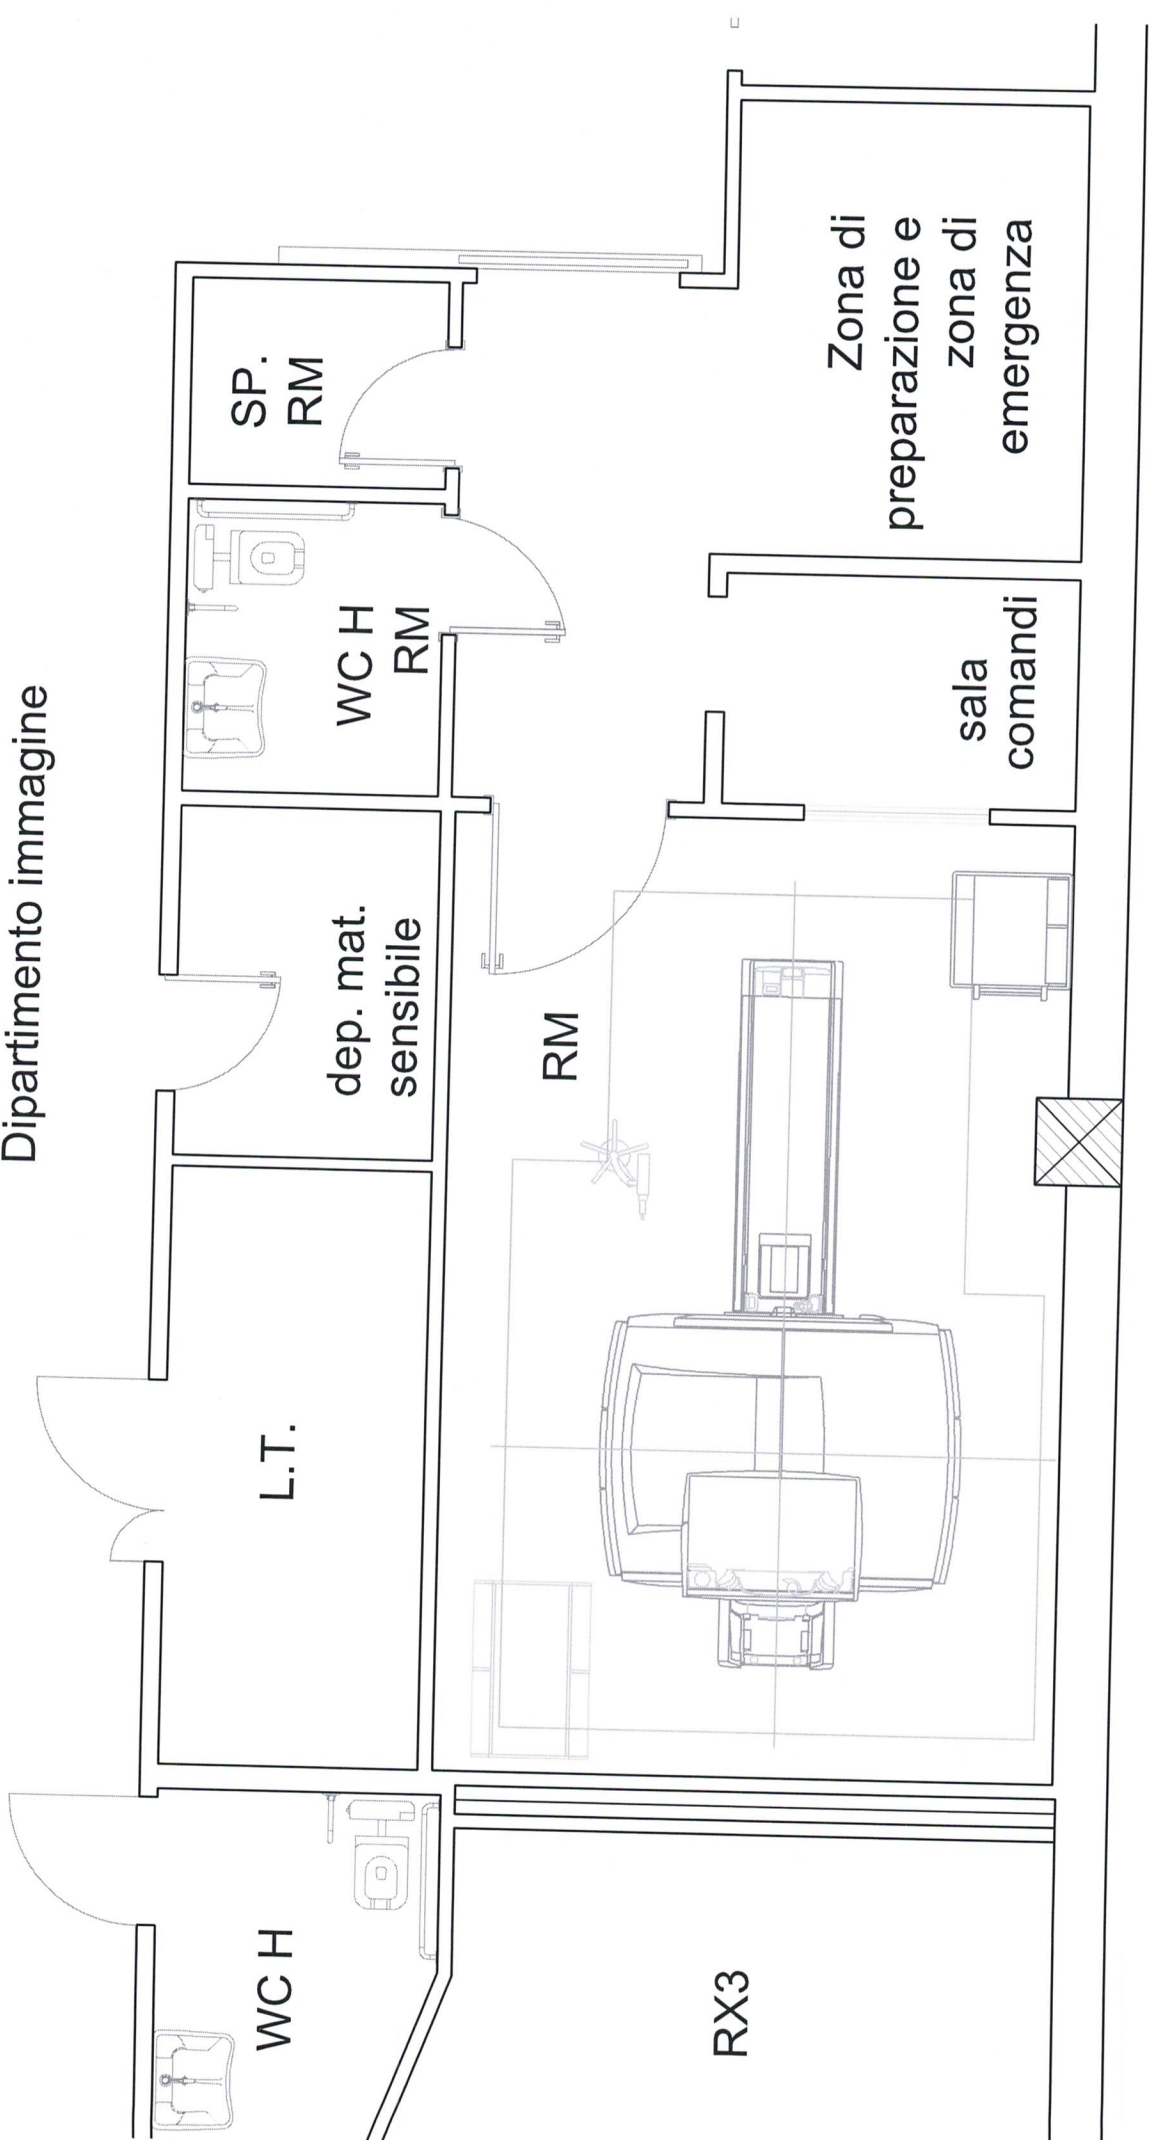 Dipartimento immagine
WC H
L.T.
dep. mat.
sensibile
WC H
RM
SP.
RM
RM
RX3
sala
comandi
Zona di
preparazione e
zona di
emergenza